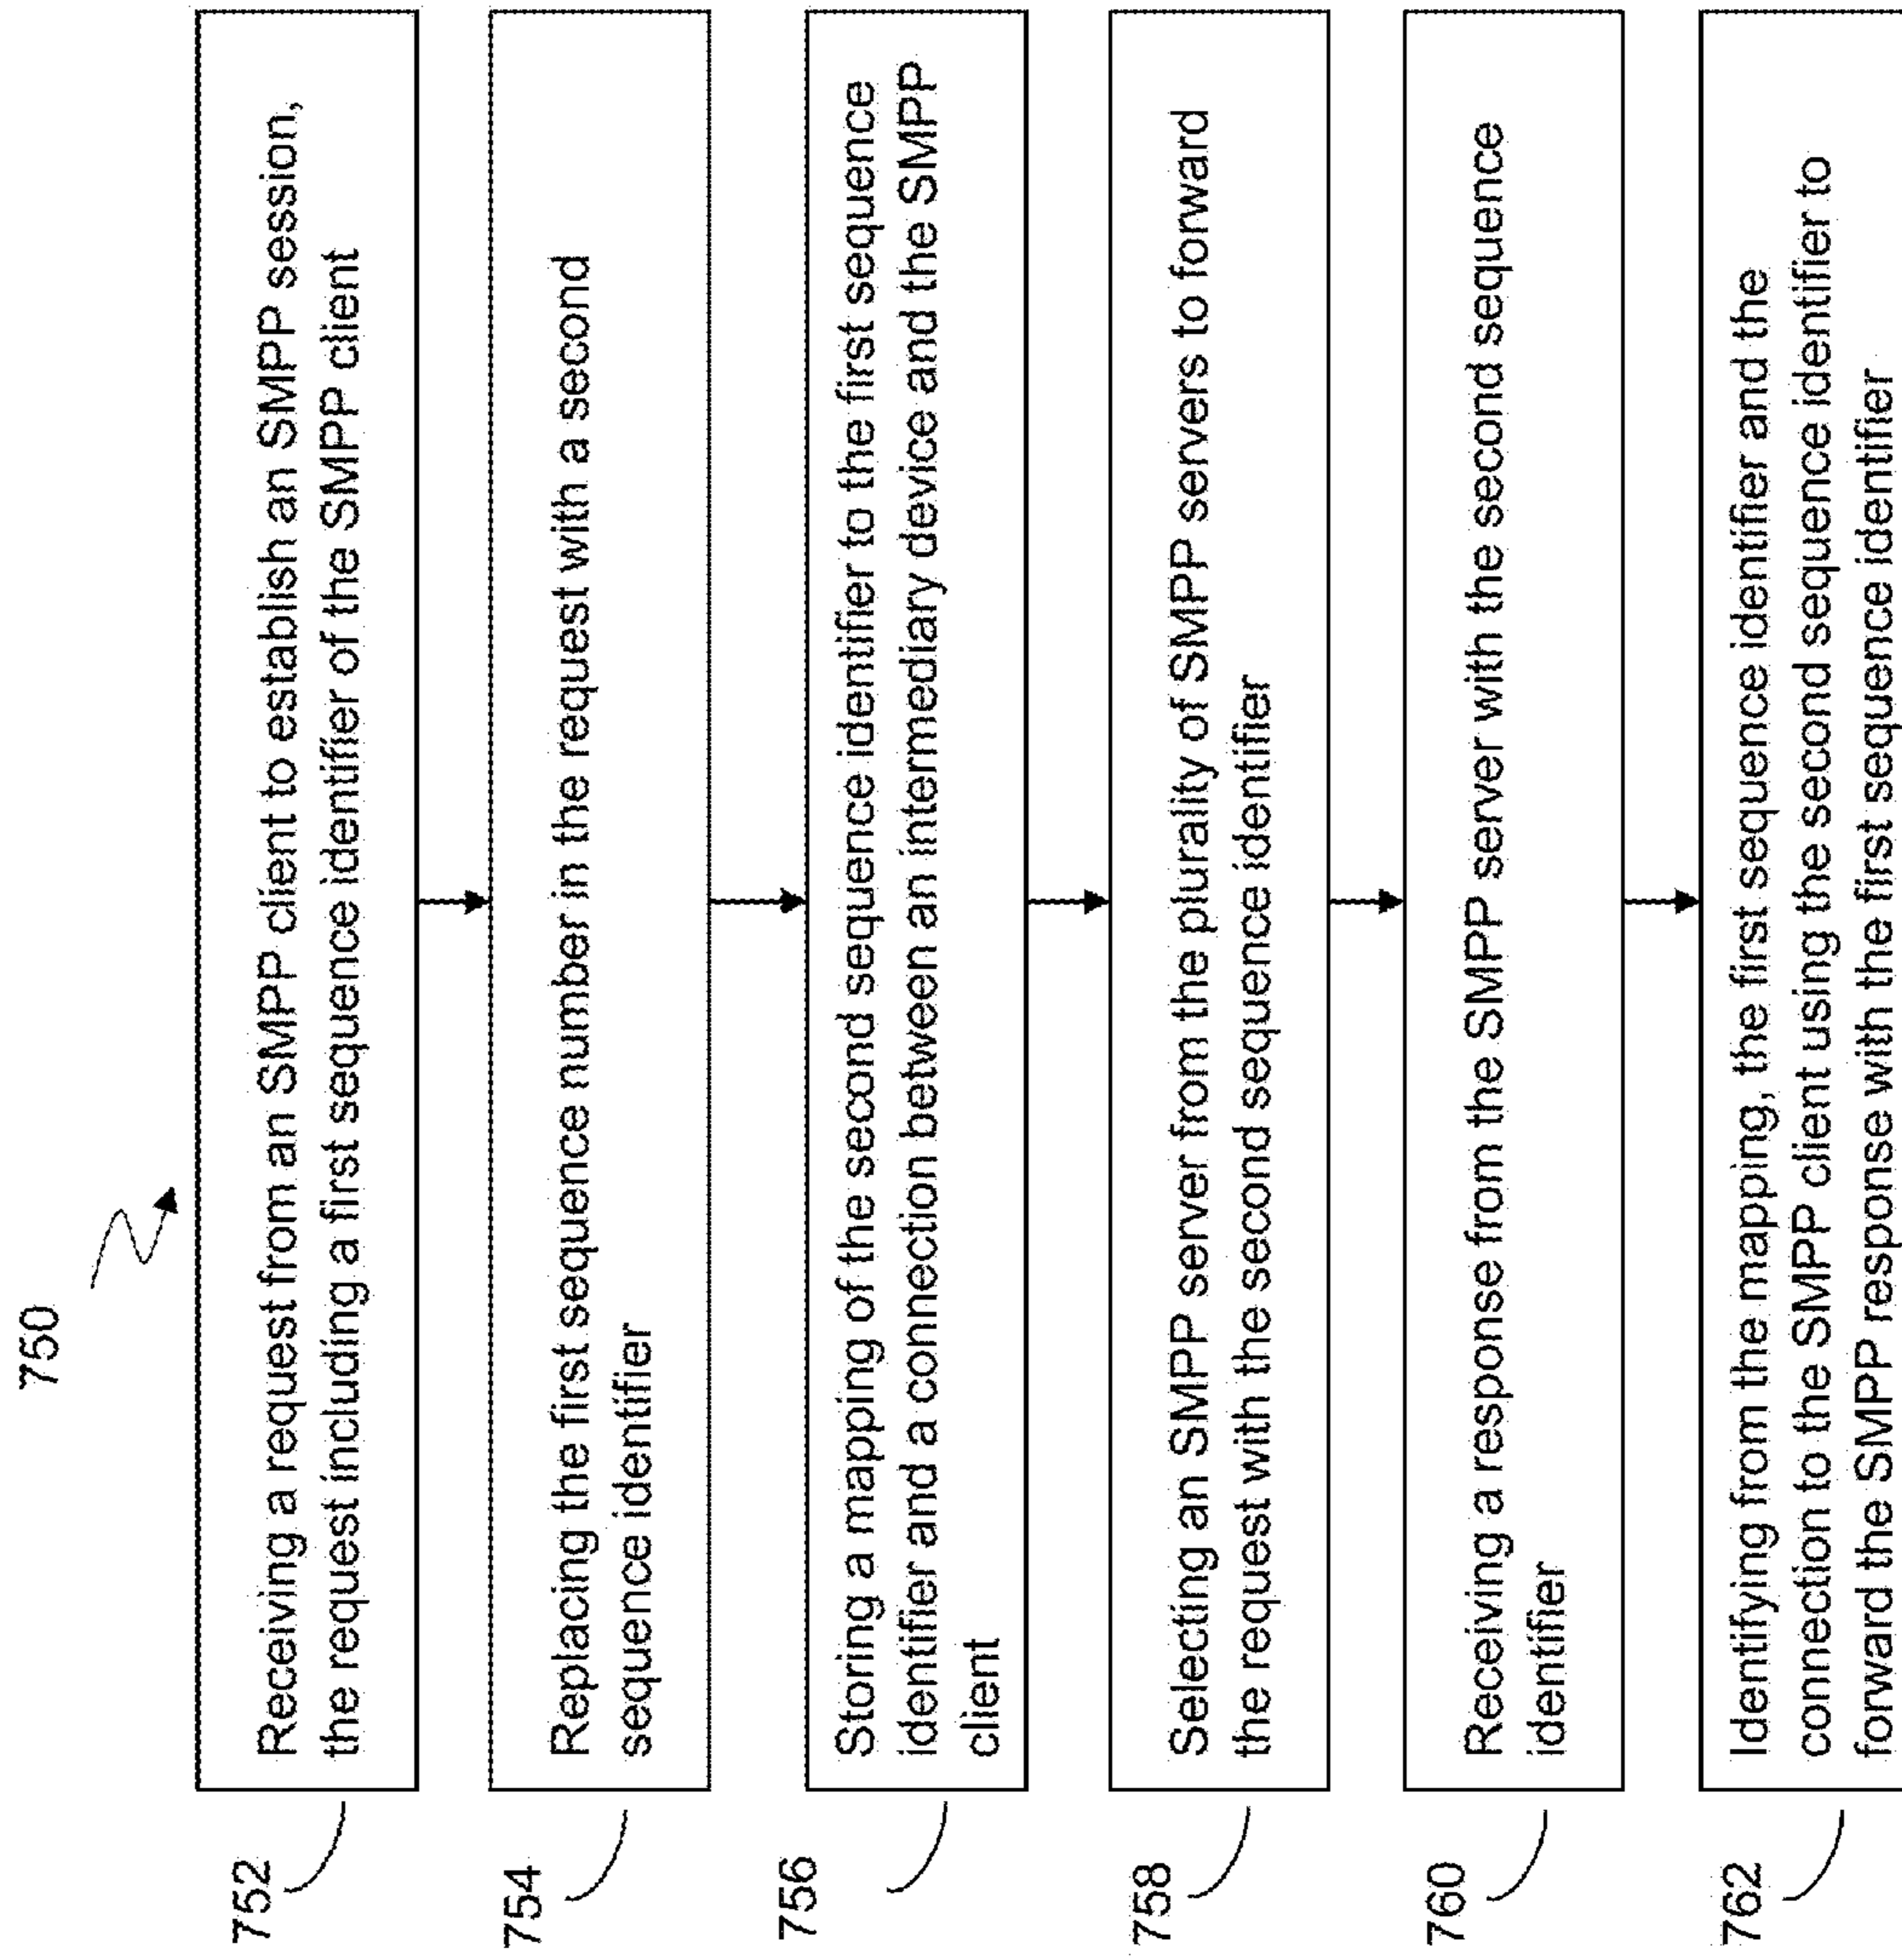 750
752
Receiving a request from an SMPP client to establish an SMPP session,
the request including a first sequence identifier of the SMPP client
754
Replacing the first sequence number in the request with a second
sequence identifier
756
Storing a mapping of the second sequence identifier to the first sequence
identifier and a connection between an intermediary device and the SMPP
client
758
Selecting an SMPP server from the plurality of SMPP servers to forward
the request with the second sequence identifier
760
Receiving a response from the SMPP server with the second sequence
identifier
762
Identifying from the mapping, the first sequence identifier and the
connection to the SMPP client using the second sequence identifier to
forward the SMPP response with the first sequence identifier